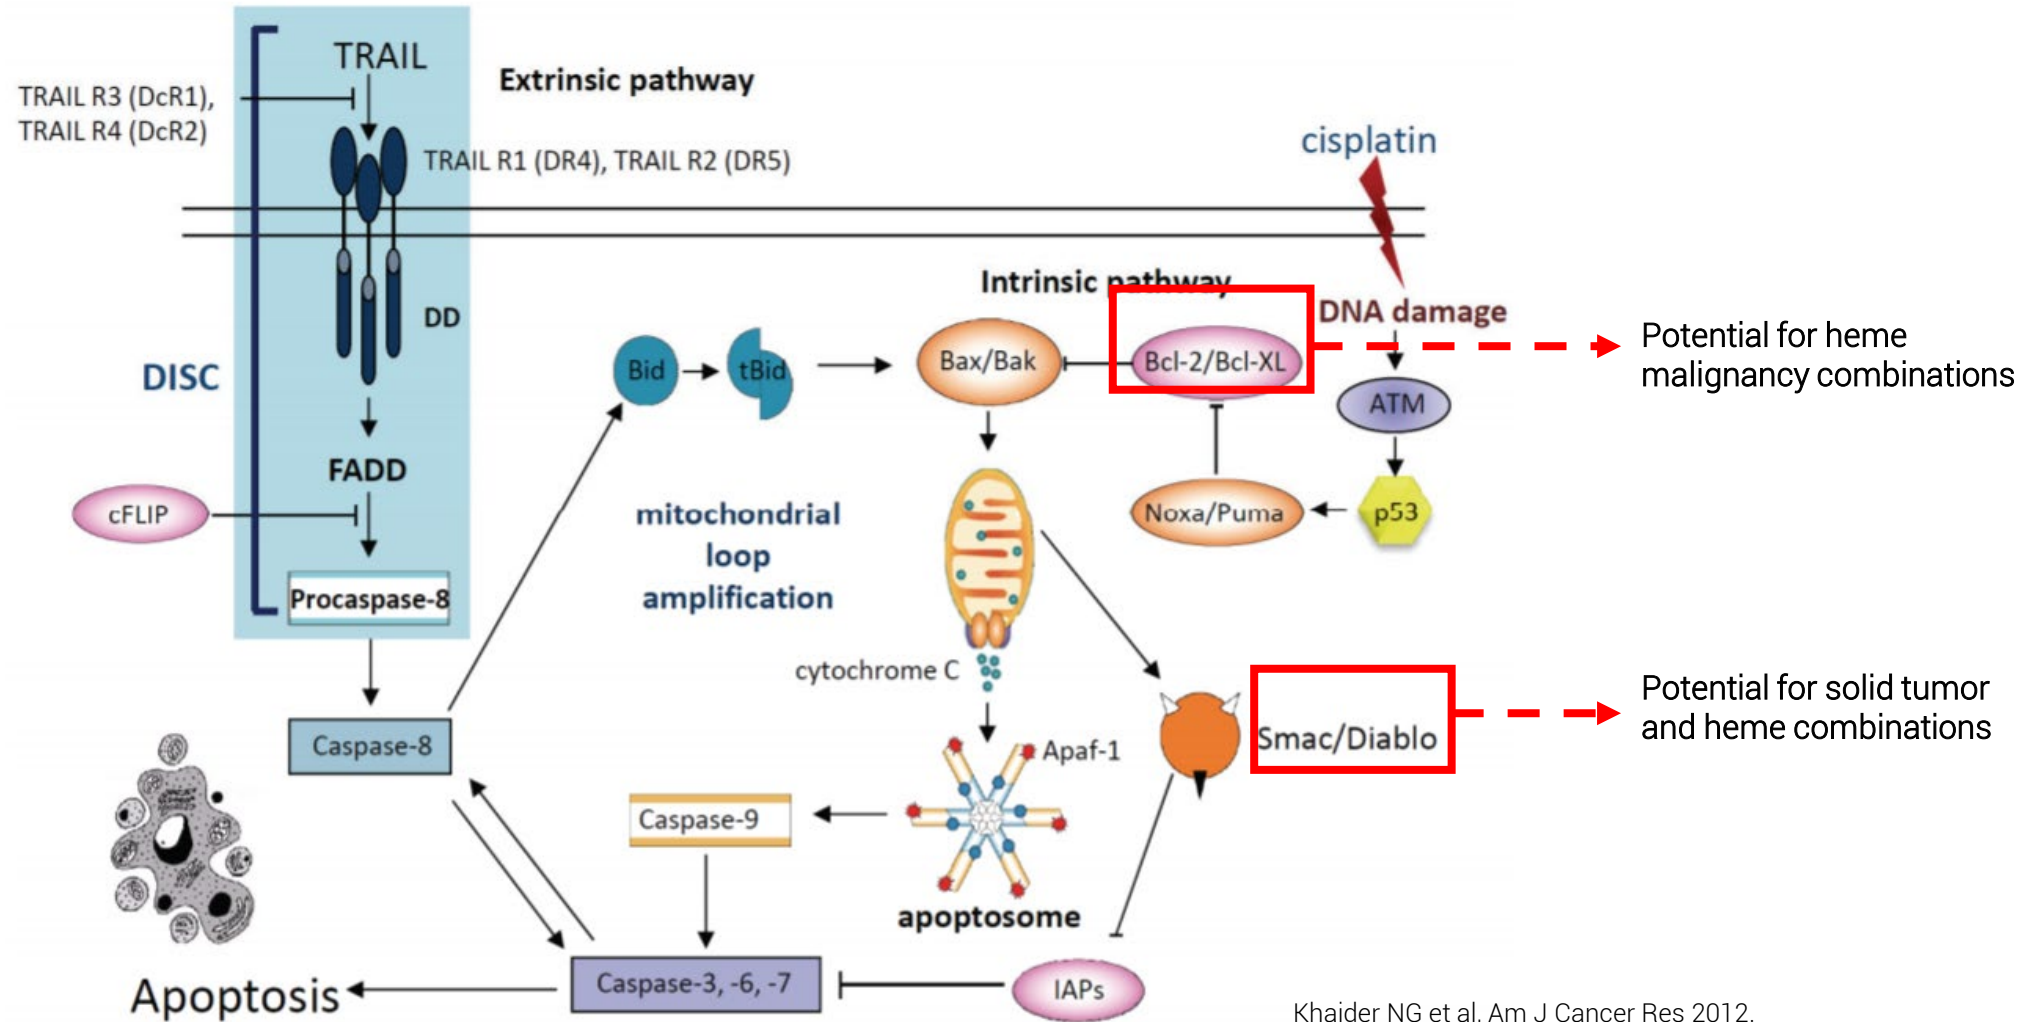 TRAIL
Extrinsic pathway
TRAIL R3 (DcR1),
TRAIL R4 (DcR2)
cisplatin
TRAIL R1 (DR4), TRAIL R2 (DR5)
Intrinsic pathway
DD
DNA damage
Potential for heme
malignancy combinations
DISC
Bid
tBid
Bax/Bak
Bcl-2/Bcl-XL
ATM
FADD
cFLIP
mitochondrial
loop
amplification
Noxa/Puma
p53
Procaspase-8
cytochrome C
Potential for solid tumor
and heme combinations
Caspase-8
Apaf-1
Smac/Diablo
Caspase-9
apoptosome
Caspase-3, -6, -7
IAPs
Apoptosis
Khaider NG et al. Am J Cancer Res 2012.